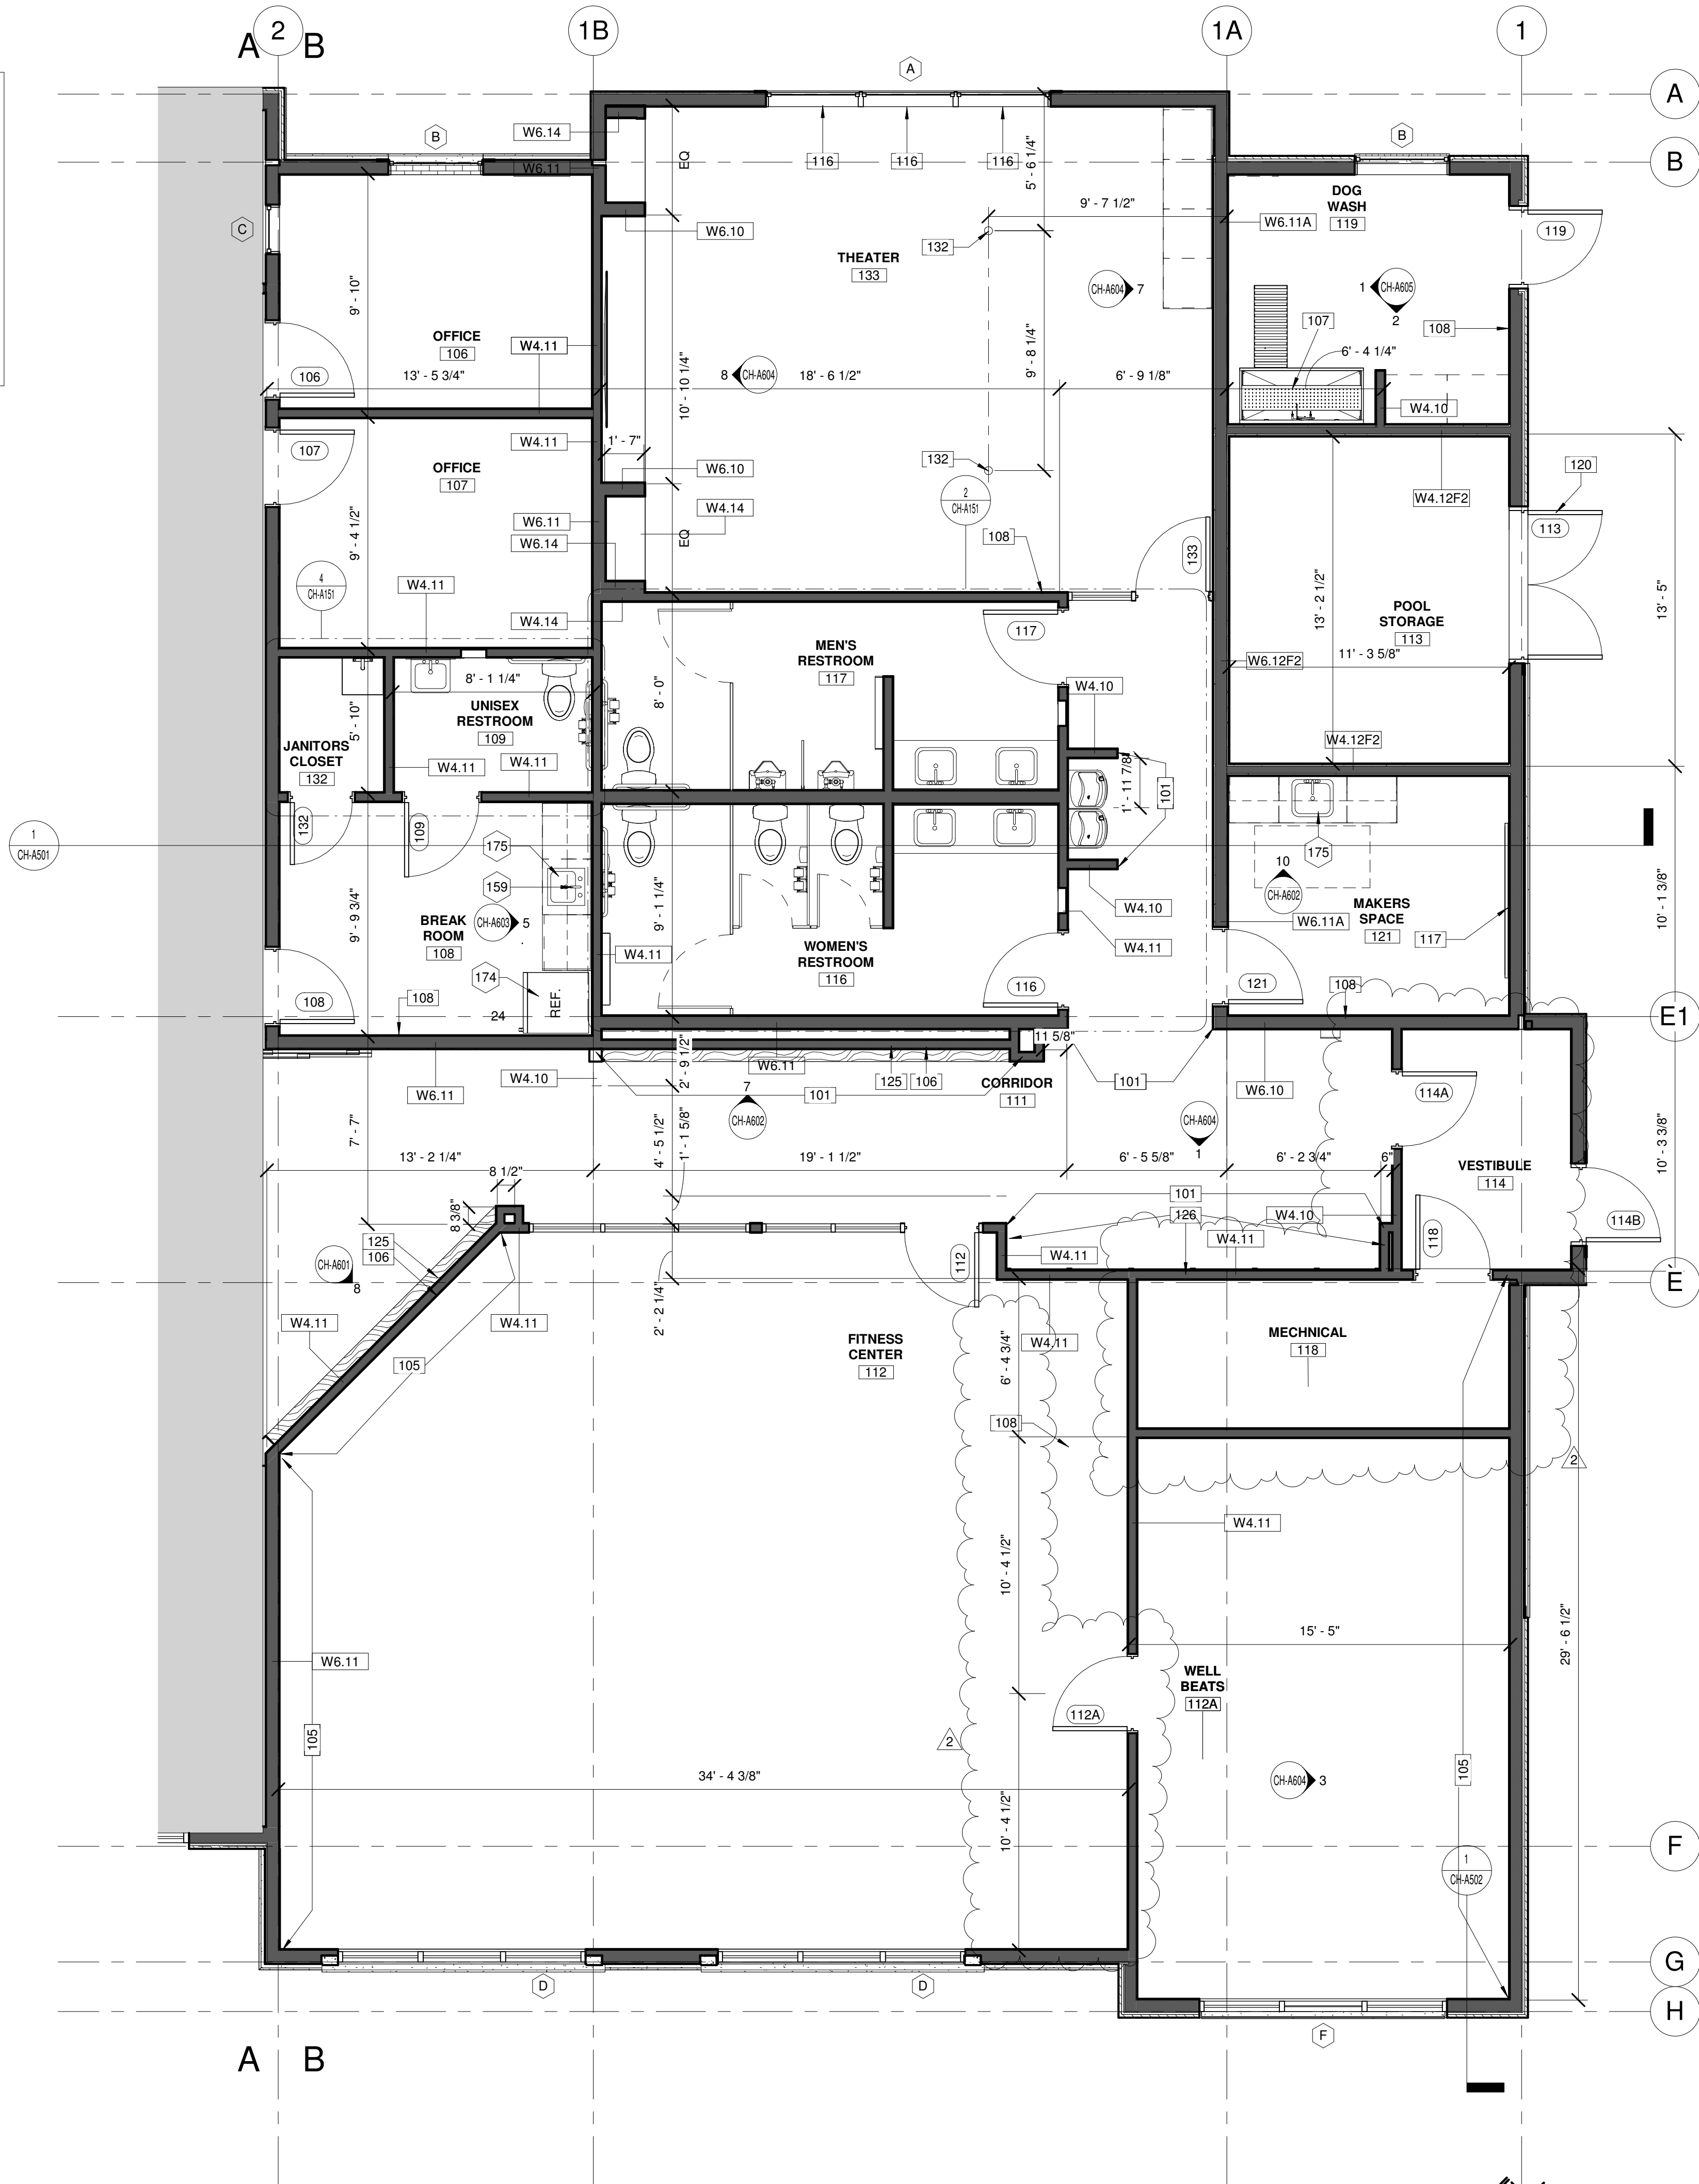 A
2
B
1B
1A
1
A
A
B
B
B
C
W6.14
W6.11
W6.10
EQ
116
116
116
5' - 6 1/4"
9' - 7 1/2"
132
THEATER
133
CH-A604
7
W6.11A
DOG
WASH
119
119
1
CH-A605
2
108
107
6' - 4 1/4"
W4.10
9' - 10"
OFFICE
106
106
W4.11
13' - 5 3/4"
8
CH-A604
18' - 6 1/2"
6' - 9 1/8"
9' - 8 1/4"
10' - 10 1/4"
107
OFFICE
107
W4.11
1' - 7"
W6.10
132
2
CH-A151
W4.14
W6.11
W6.14
EQ
108
133
9' - 4 1/2"
4
CH-A151
W4.11
W4.14
W4.12F2
120
113
13' - 2 1/2"
13' - 5"
POOL
STORAGE
113
11' - 3 5/8"
W6.12F2
W4.12F2
117
MEN'S
RESTROOM
117
8' - 0"
W4.10
1' - 11 7/8"
101
8' - 1 1/4"
UNISEX
RESTROOM
109
5' - 10"
JANITORS
CLOSET
132
W4.11
W4.11
132
109
1
CH-A501
175
159
BREAK
ROOM
108
CH-A603
5
9' - 9 3/4"
174
REF.
24
108
108
9' - 1 1/4"
W4.11
WOMEN'S
RESTROOM
116
116
W4.10
W4.11
175
10
CH-A602
MAKERS
SPACE
121
W6.11A
117
121
108
10' - 1 3/8"
E1
W6.11
W4.10
2' - 9 1/2"
W6.11
125
106
11 5/8"
CORRIDOR
111
101
101
7
CH-A602
W6.10
CH-A604
1
114A
VESTIBULE
114
114B
118
10' - 3 3/8"
7' - 7"
13' - 2 1/4"
4' - 5 1/2"
1' - 1 5/8"
19' - 1 1/2"
6' - 5 5/8"
6' - 2 3/4"
6"
8 1/2"
8 3/8"
125
106
CH-A601
8
W4.11
W4.11
105
2' - 2 1/4"
112
101
126
W4.10
W4.11
W4.11
W4.11
E
FITNESS
CENTER
112
6' - 4 3/4"
MECHNICAL
118
108
2
W4.11
10' - 4 1/2"
W6.11
15' - 5"
WELL
BEATS
112A
112A
29' - 6 1/2"
105
2
34' - 4 3/8"
10' - 4 1/2"
CH-A604
3
105
1
CH-A502
F
G
D
D
H
F
A
B